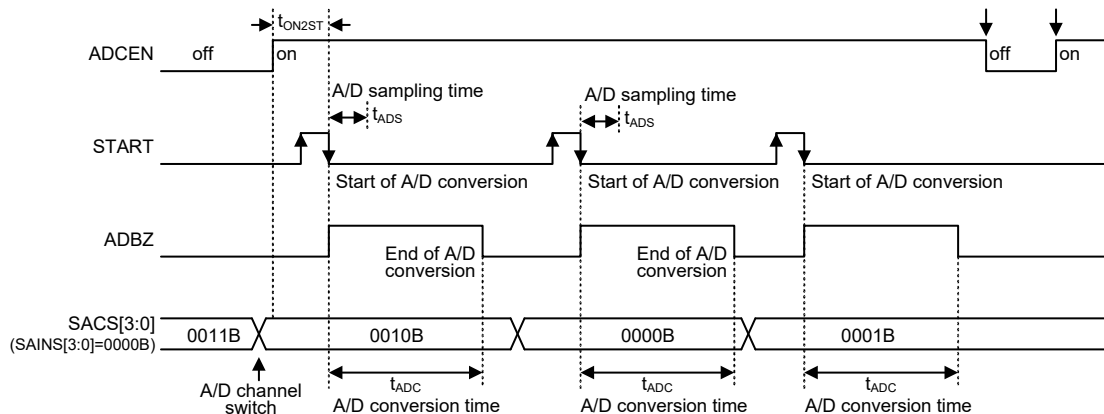 tON2ST
ADCEN
off
on
off
on
A/D sampling time
tADS
A/D sampling time
tADS
START
Start of A/D conversion
Start of A/D conversion
Start of A/D conversion
ADBZ
End of A/D
conversion
End of A/D
conversion
SACS[3:0]
(SAINS[3:0]=0000B)
0011B
0010B
0000B
0001B
A/D channel
switch
tADC
A/D conversion time
tADC
A/D conversion time
tADC
A/D conversion time